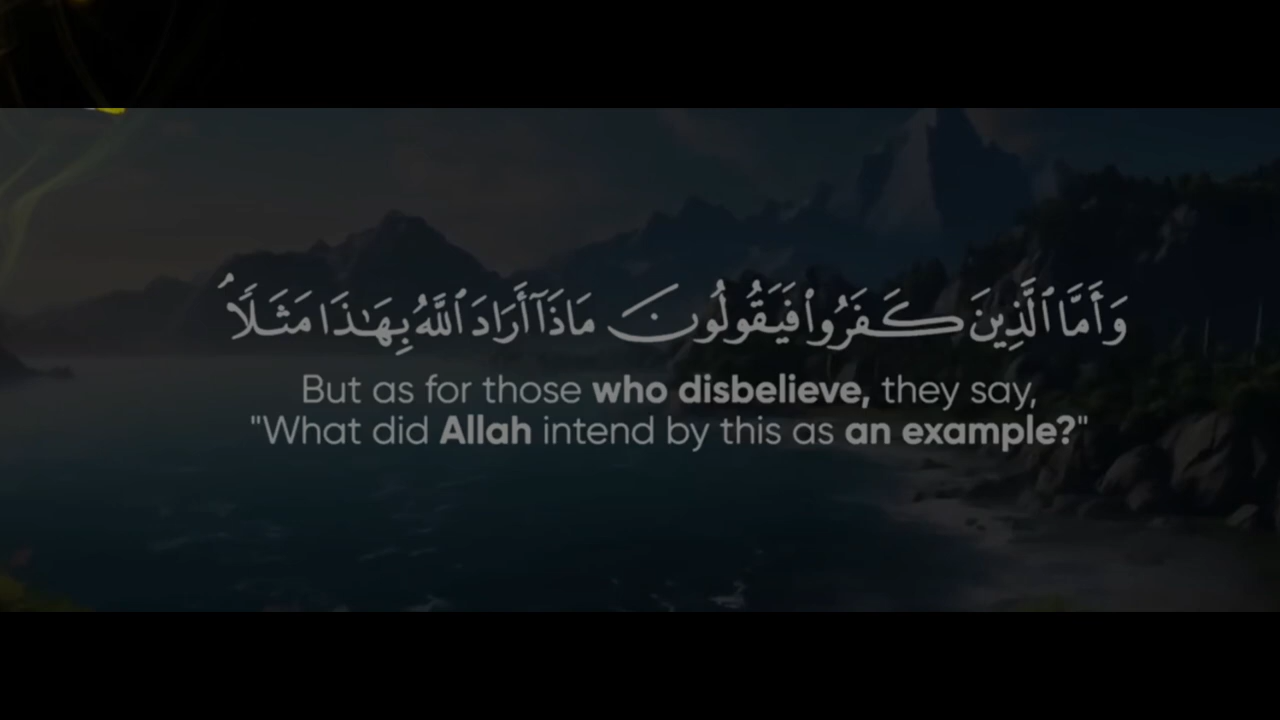 وَأَمَّا ٱلَّذِينَ كَفَرُوا۟ فَيَقُولُونَ مَاذَآ أَرَادَ ٱللَّهُ بِهَـٰذَا مَثَلًۭا
But as for those who disbelieve, they say,
"What did Allah intend by this as an example?"